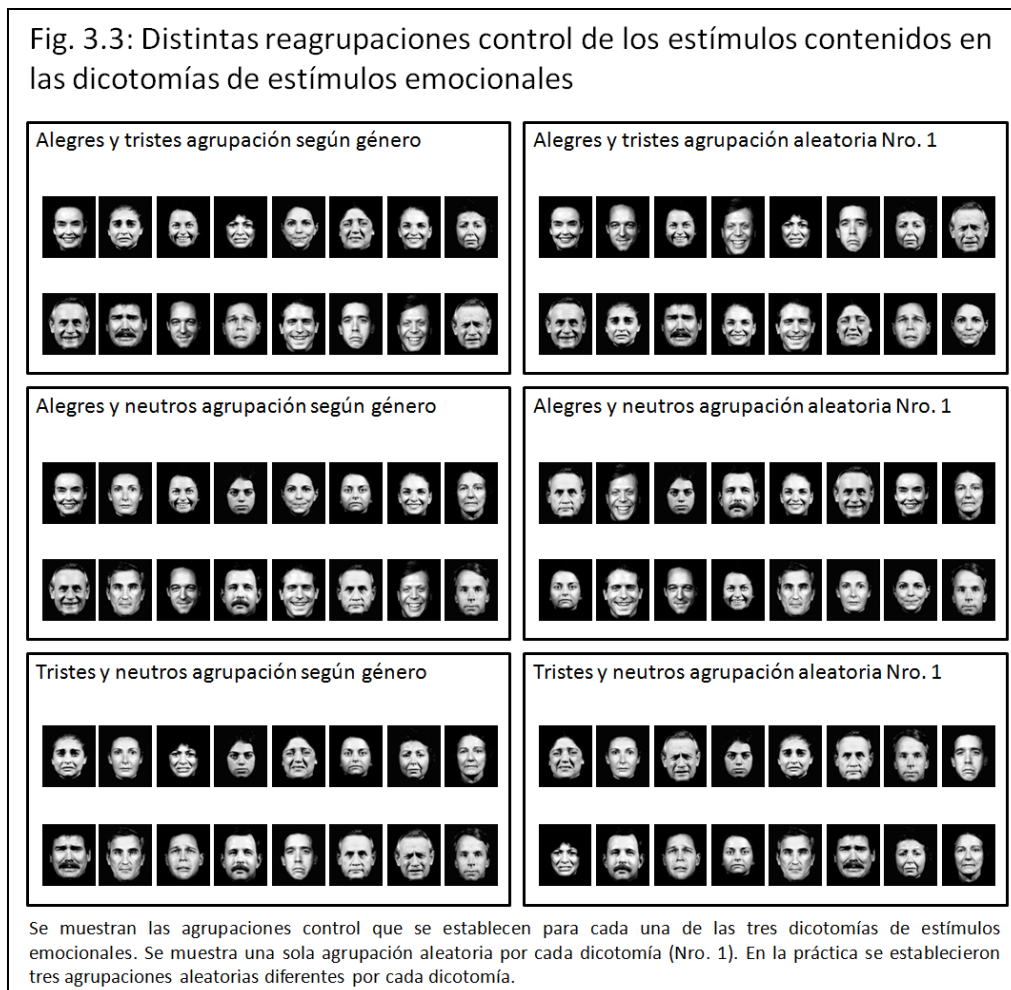 Fig. 3.3: Distintas reagrupaciones control de los estímulos contenidos en
las dicotomías de estímulos emocionales
Alegres y tristes agrupación según género
Alegres y tristes agrupación aleatoria Nro. 1
Alegres y neutros agrupación según género
Alegres y neutros agrupación aleatoria Nro. 1
Tristes y neutros agrupación según género
Tristes y neutros agrupación aleatoria Nro. 1
Se muestran las agrupaciones control que se establecen para cada una de las tres dicotomías de estímulos
emocionales. Se muestra una sola agrupación aleatoria por cada dicotomía (Nro. 1). En la práctica se establecieron
tres agrupaciones aleatorias diferentes por cada dicotomía.